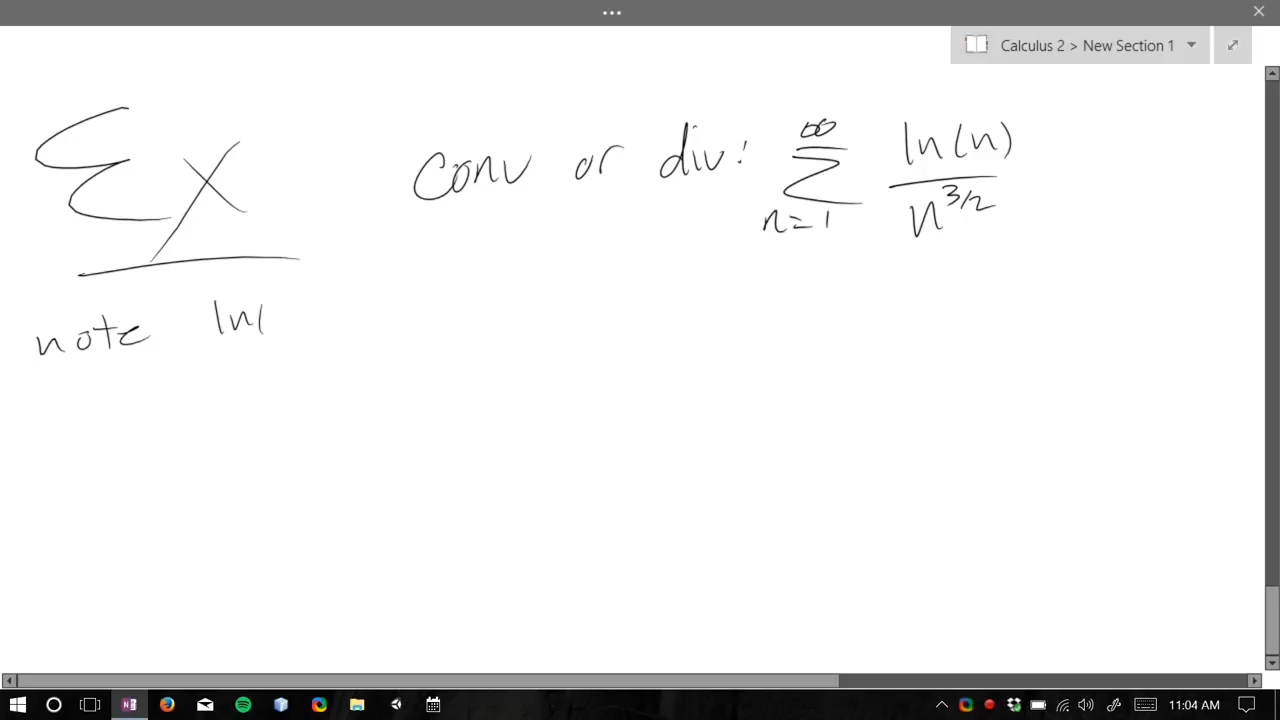 Calculus 2 > New Section 1
Ex Conv or div: ∞ ∑ n=1 ln(n) / n^3/2
note ln(
11:04 AM